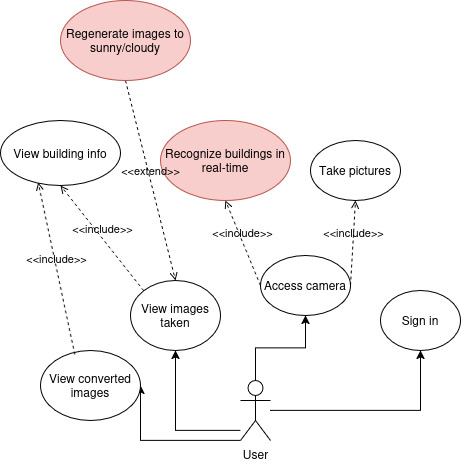 Regenerate images to
sunny/cloudy
View building info
Recognize buildings in
real-time
Take pictures
<<extend>>
<<include>>
<<include>>
<<include>>
<<include>>
Access camera
View images
taken
Sign in
View converted
images
User